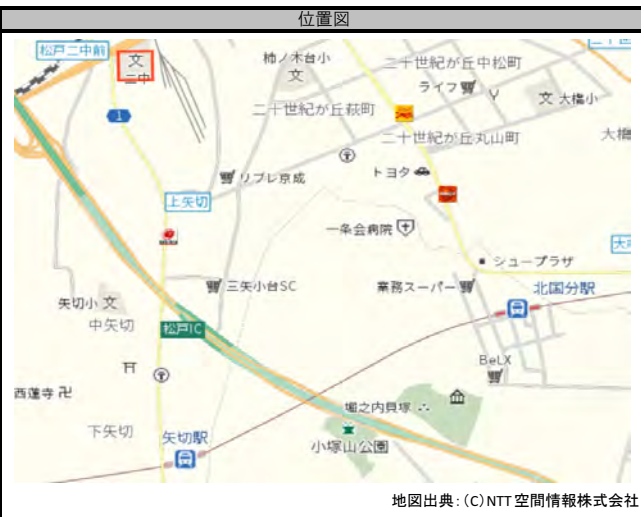 位置図
松戸二中前
文
二中
柿ノ木台小
文
二十世紀が丘中松町
ライフ
文 大橋小
1
二十世紀が丘萩町
二十世紀が丘丸山町
大橋
リブレ京成
トヨタ
上矢切
一条会病院
シュープラザ
三矢小台SC
業務スーパー
北国分駅
矢切小 文
中矢切
松戸IC
BeLX
西蓮寺 卍
堀之内貝塚
下矢切
矢切駅
小塚山公園
地図出典:(C)NTT空間情報株式会社